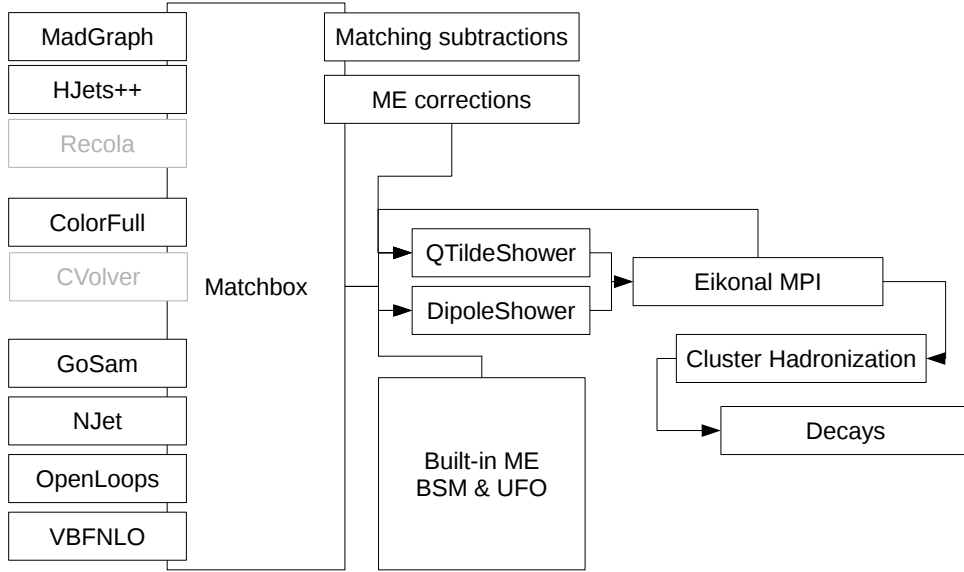 MadGraph
HJets++
Recola
ColorFull
CVolver
GoSam
NJet
OpenLoops
VBFNLO
Matchbox
Matching subtractions
ME corrections
QTildeShower
DipoleShower
Built-in ME
BSM & UFO
Eikonal MPI
Cluster Hadronization
Decays